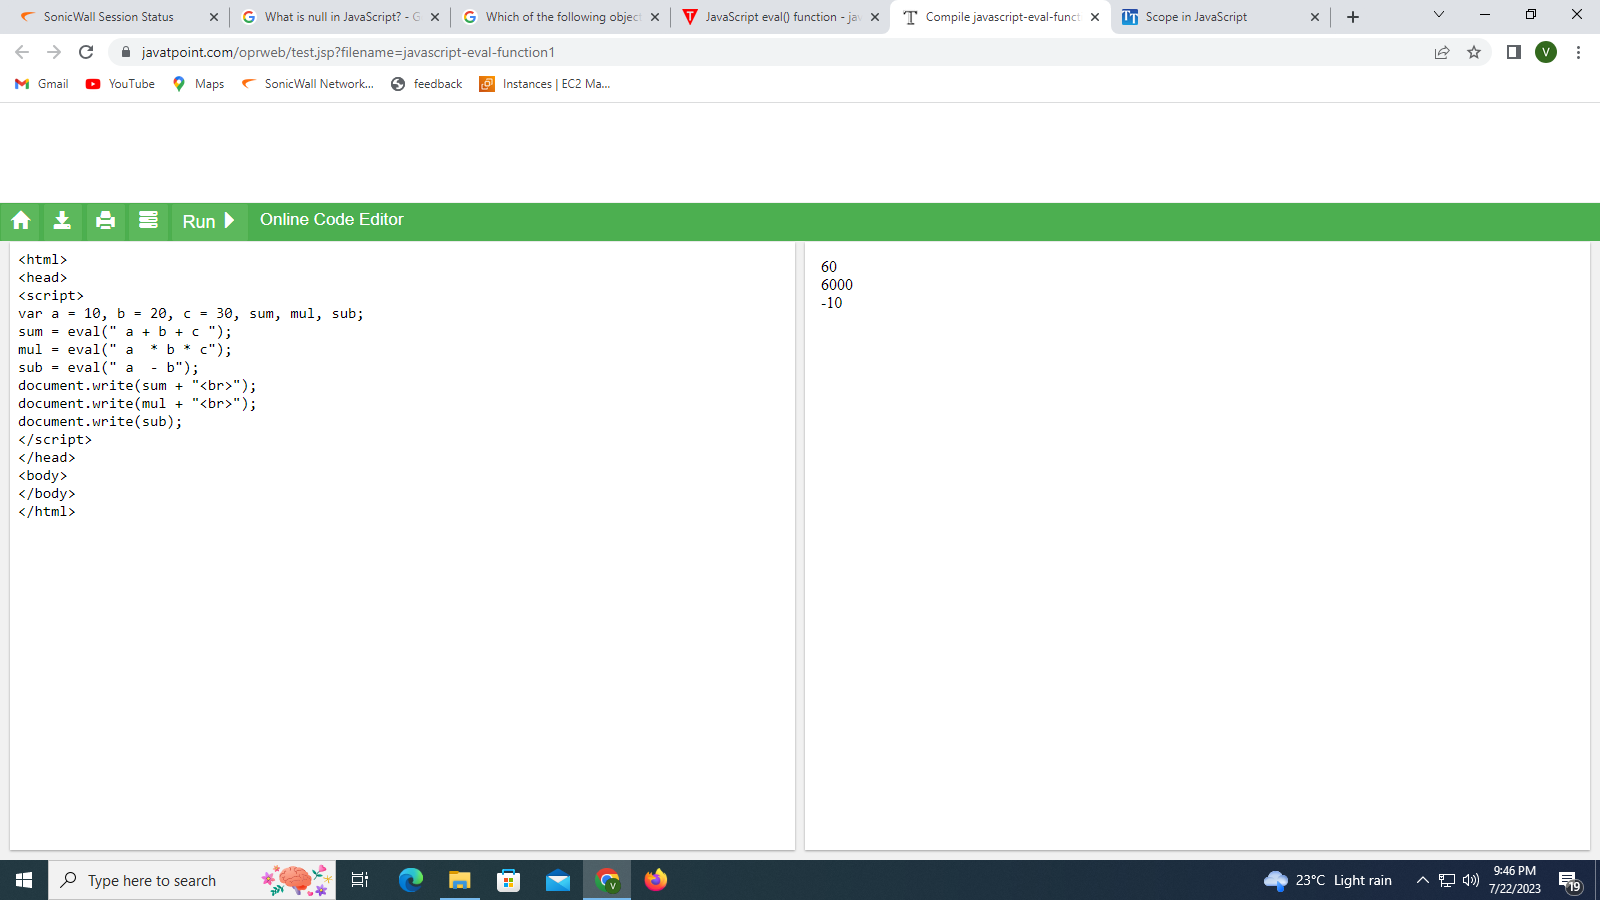 SonicWall Session Status
What is null in JavaScript? - G
Which of the following object
JavaScript eval() function - jav
Compile javascript-eval-funct
Scope in JavaScript
javatpoint.com/oprweb/test.jsp?filename=javascript-eval-function1
V
Gmail
YouTube
Maps
SonicWall Network...
feedback
Instances | EC2 Ma...
Run
Online Code Editor
<html>
<head>
<script>
var a = 10, b = 20, c = 30, sum, mul, sub;
sum = eval(" a + b + c ");
mul = eval(" a  * b * c");
sub = eval(" a  - b");
document.write(sum + "<br>");
document.write(mul + "<br>");
document.write(sub);
</script>
</head>
<body>
</body>
</html>
60
6000
-10
Type here to search
V
23°C Light rain
9:46 PM
7/22/2023
19